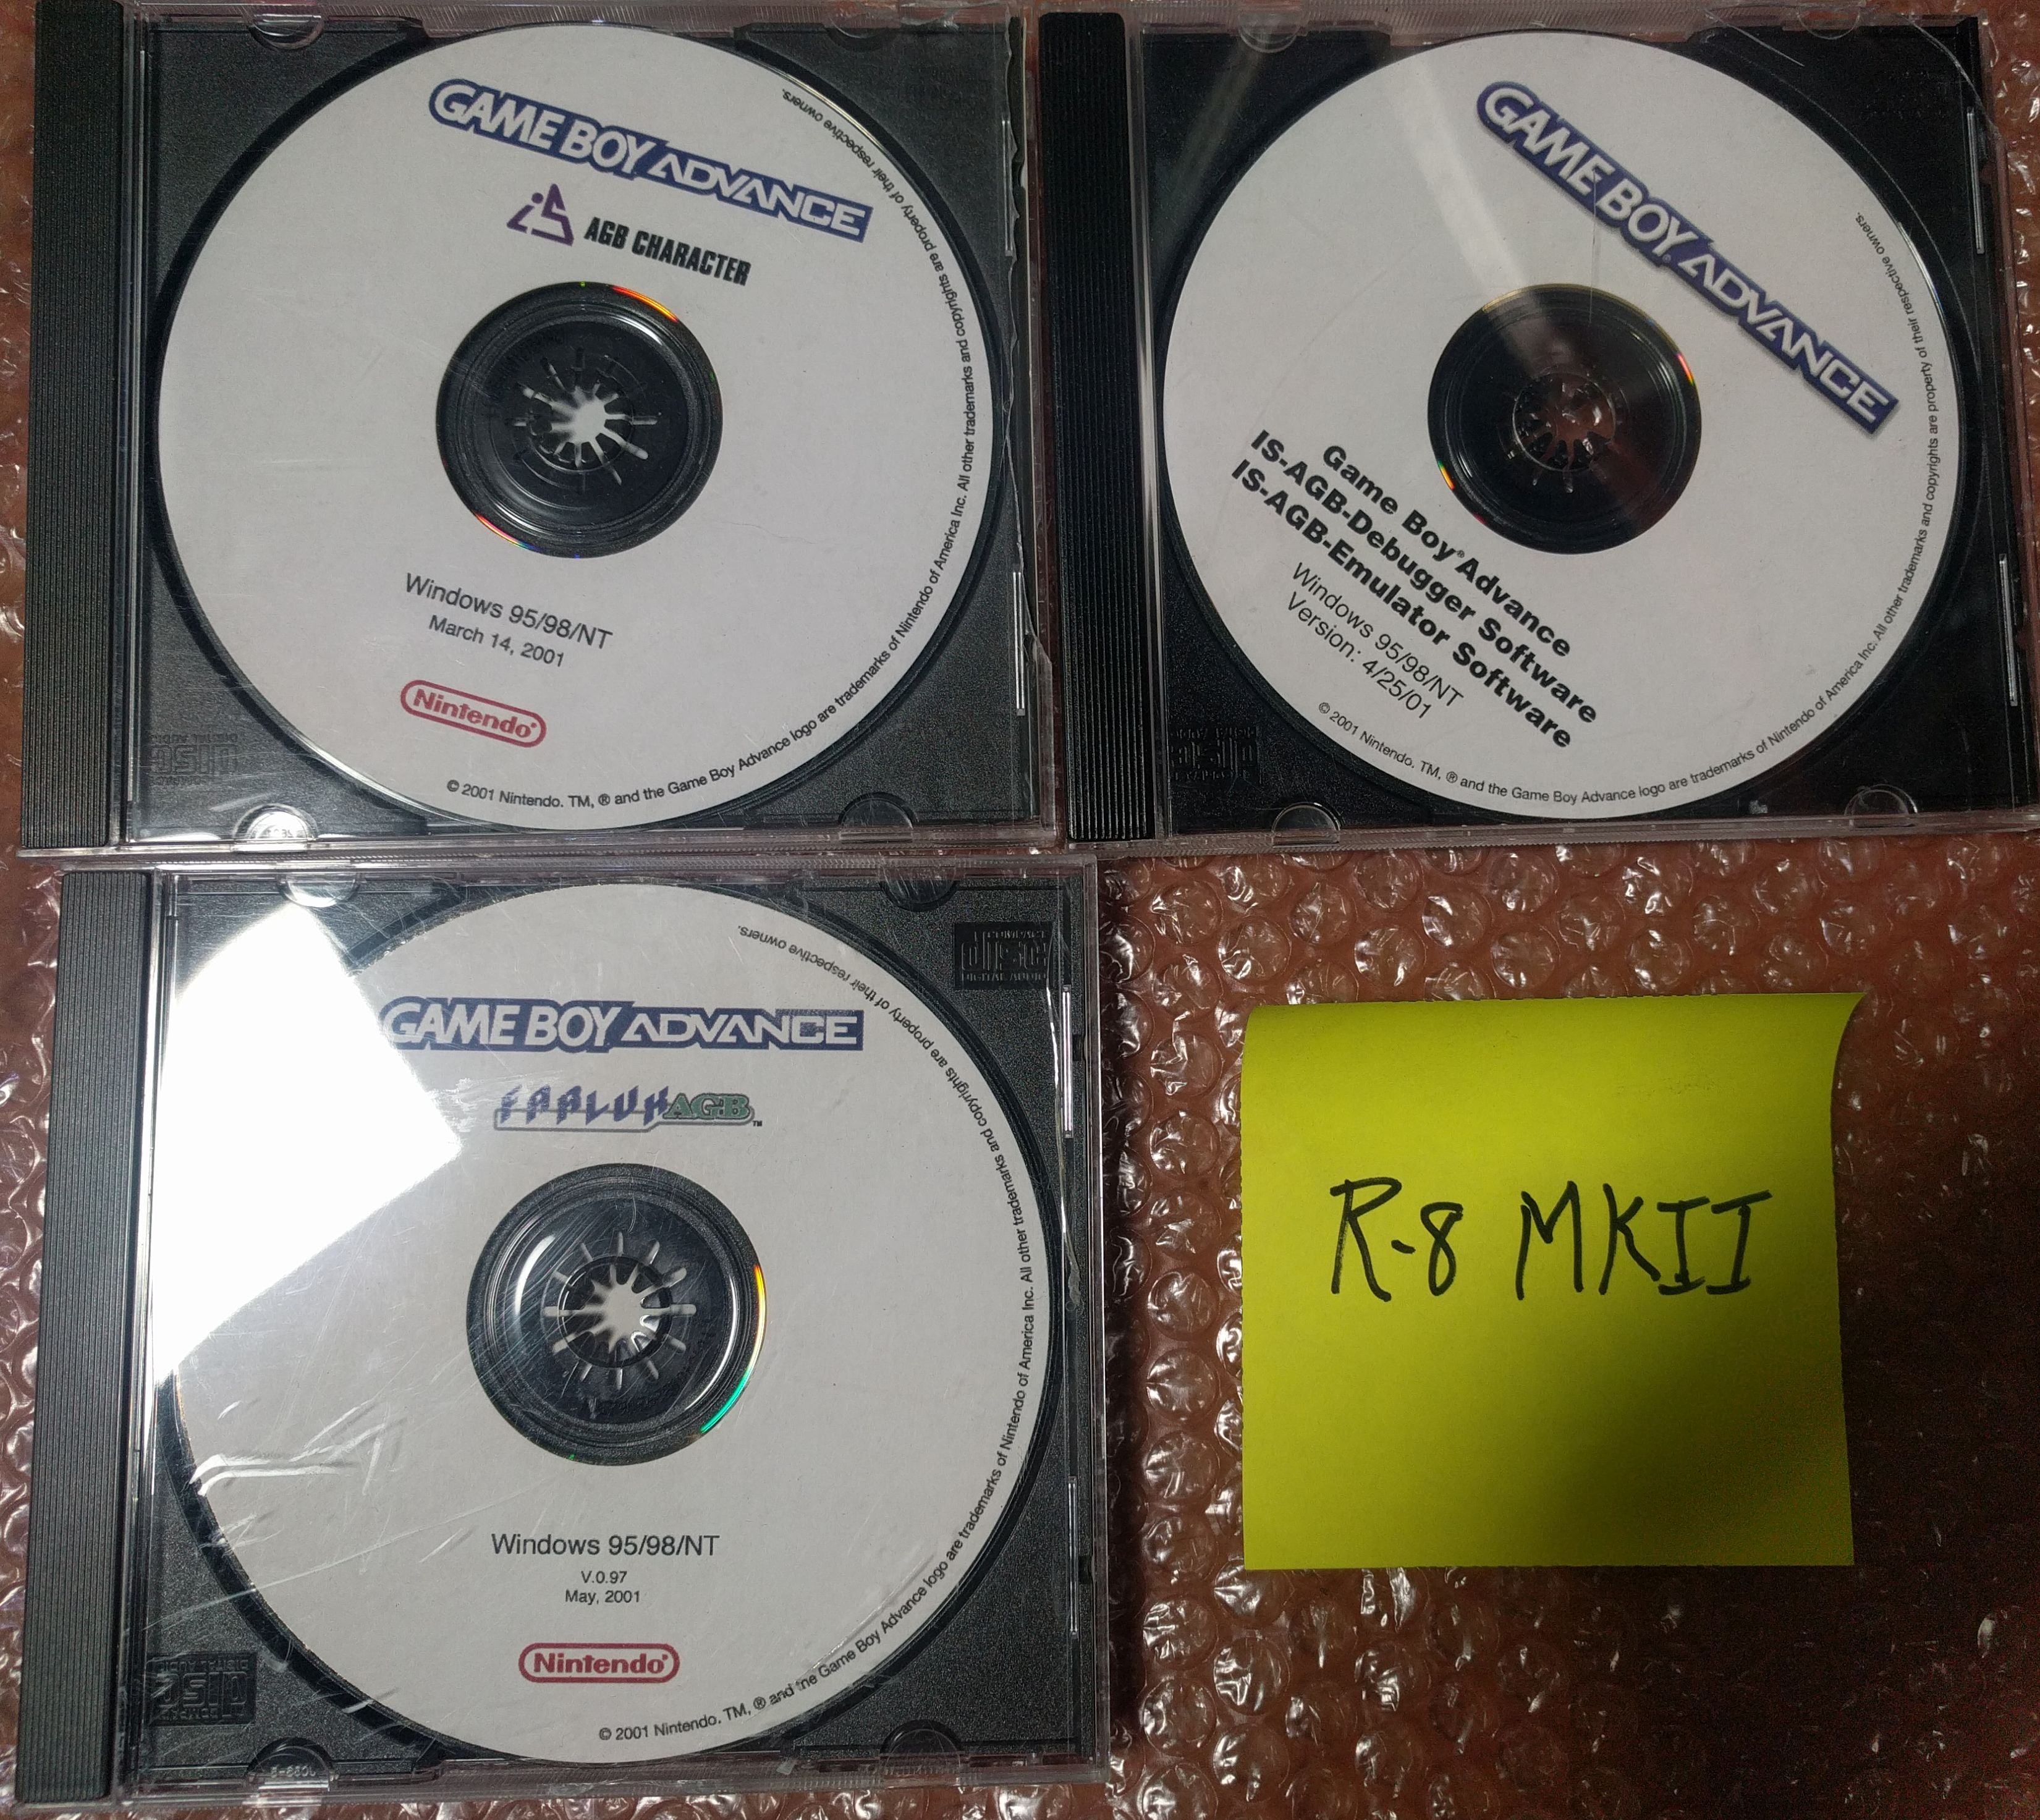 GAME BOY ADVANCE
iS AGB CHARACTER
Windows 95/98/NT
March 14, 2001
Nintendo®
© 2001 Nintendo. TM, ® and the Game Boy Advance logo are trademarks of Nintendo of America Inc. All other trademarks and copyrights are property of their respective owners.
GAME BOY ADVANCE
Game Boy® Advance
IS-AGB-Debugger Software
IS-AGB-Emulator Software
Windows 95/98/NT
Version: 4/25/01
© 2001 Nintendo. TM, ® and the Game Boy Advance logo are trademarks of Nintendo of America Inc. All other trademarks and copyrights are property of their respective owners.
GAME BOY ADVANCE
AGB™
Windows 95/98/NT
V.0.97
May, 2001
Nintendo®
© 2001 Nintendo. TM, ® and the Game Boy Advance logo are trademarks of Nintendo of America Inc. All other trademarks and copyrights are property of their respective owners.
COMPACT
disc
DIGITAL AUDIO
R-8 MKII